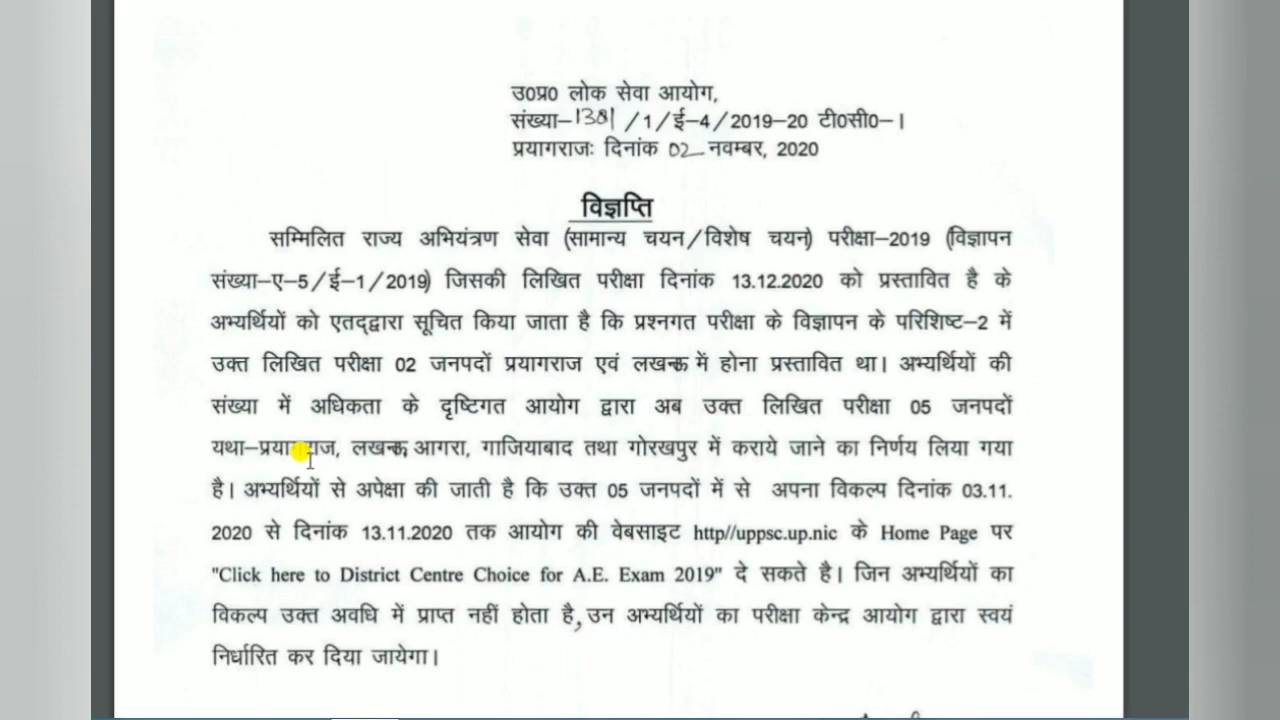 उ0प्र0 लोक सेवा आयोग,
संख्या–1381/1/ई–4/2019–20 टी0सी0–।
प्रयागराजः दिनांक 02 नवम्बर, 2020
विज्ञप्ति
सम्मिलित राज्य अभियंत्रण सेवा (सामान्य चयन/विशेष चयन) परीक्षा–2019 (विज्ञापन
संख्या–ए–5/ई–1/2019) जिसकी लिखित परीक्षा दिनांक 13.12.2020 को प्रस्तावित है के
अभ्यर्थियों को एतद्द्वारा सूचित किया जाता है कि प्रश्नगत परीक्षा के विज्ञापन के परिशिष्ट–2 में
उक्त लिखित परीक्षा 02 जनपदों प्रयागराज एवं लखनऊ में होना प्रस्तावित था। अभ्यर्थियों की
संख्या में अधिकता के दृष्टिगत आयोग द्वारा अब उक्त लिखित परीक्षा 05 जनपदों
यथा–प्रयागराज, लखनऊ, आगरा, गाजियाबाद तथा गोरखपुर में कराये जाने का निर्णय लिया गया
है। अभ्यर्थियों से अपेक्षा की जाती है कि उक्त 05 जनपदों में से अपना विकल्प दिनांक 03.11.
2020 से दिनांक 13.11.2020 तक आयोग की वेबसाइट http//uppsc.up.nic के Home Page पर
"Click here to District Centre Choice for A.E. Exam 2019" दे सकते है। जिन अभ्यर्थियों का
विकल्प उक्त अवधि में प्राप्त नहीं होता है, उन अभ्यर्थियों का परीक्षा केन्द्र आयोग द्वारा स्वयं
निर्धारित कर दिया जायेगा।